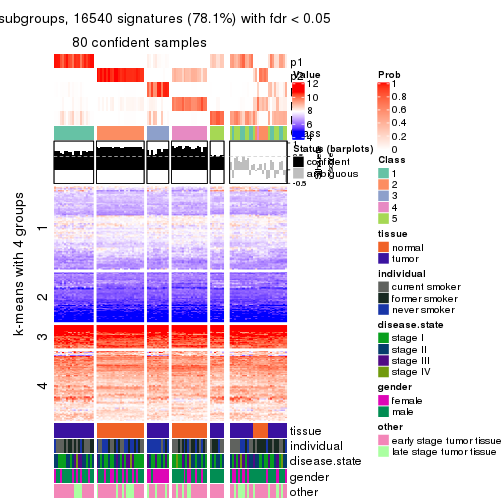 subgroups, 16540 signatures (78.1%) with fdr < 0.05
80 confident samples
p1
p2
Value
12
10
8
6
4
Prob
1
0.8
0.6
0.4
0.2
0
Status (barplots)
confident
ambiguous
-0.5
Class
1
2
3
4
5
k-means with 4 groups
1
2
3
4
tissue
normal
tumor
individual
current smoker
former smoker
never smoker
disease.state
stage I
stage II
stage III
stage IV
gender
female
male
other
early stage tumor tissue
late stage tumor tissue
tissue
individual
disease.state
gender
other